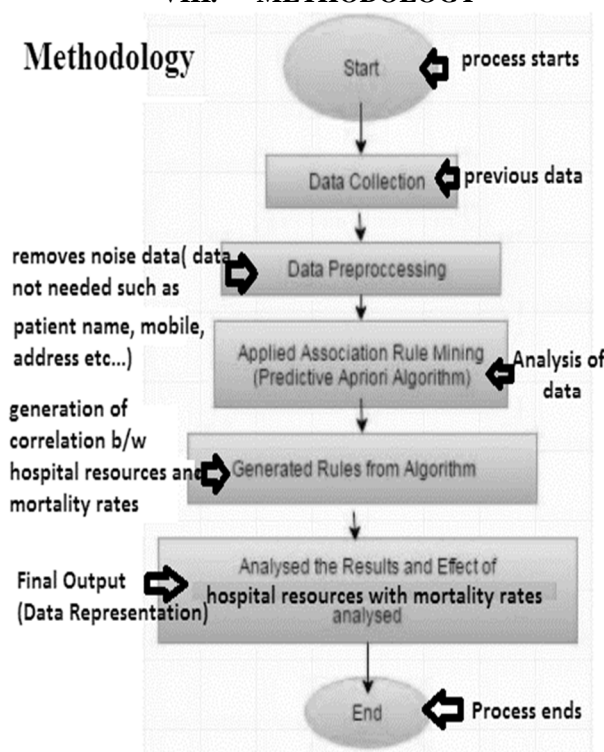 VIII. METHODOLOGY
Methodology
Start
process starts
Data Collection
previous data
removes noise data( data
not needed such as
patient name, mobile,
address etc...)
Data Preproccessing
Applied Association Rule Mining
(Predictive Apriori Algorithm)
Analysis of
data
generation of
correlation b/w
hospital resources and
mortality rates
Generated Rules from Algorithm
Final Output
(Data Representation)
Analysed the Results and Effect of
hospital resources with mortality rates
analysed
End
Process ends